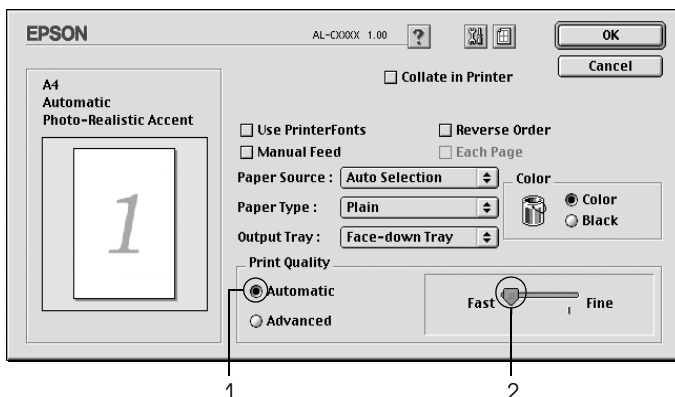 EPSON
AL-CXXXX 1.00
?
OK
Cancel
Collate in Printer
A4
Automatic
Photo-Realistic Accent
1
Use PrinterFonts
Reverse Order
Manual Feed
Each Page
Paper Source : Auto Selection
Color
Color
Black
Paper Type : Plain
Output Tray : Face-down Tray
Print Quality
Automatic
Advanced
Fast
Fine
1
2